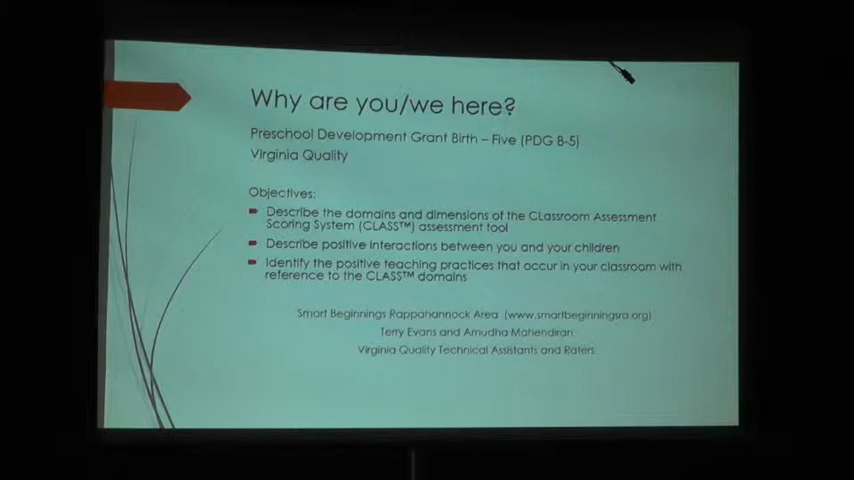 Why are you/we here?
Preschool Development Grant Birth – Five (PDG B-5)
Virginia Quality
Objectives:
Describe the domains and dimensions of the CLassroom Assessment
Scoring System (CLASS™) assessment tool
Describe positive interactions between you and your children
Identify the positive teaching practices that occur in your classroom with
reference to the CLASS™ domains
Smart Beginnings Rappahannock Area (www.smartbeginningsra.org)
Terry Evans and Amudha Mahendiran
Virginia Quality Technical Assistants and Raters